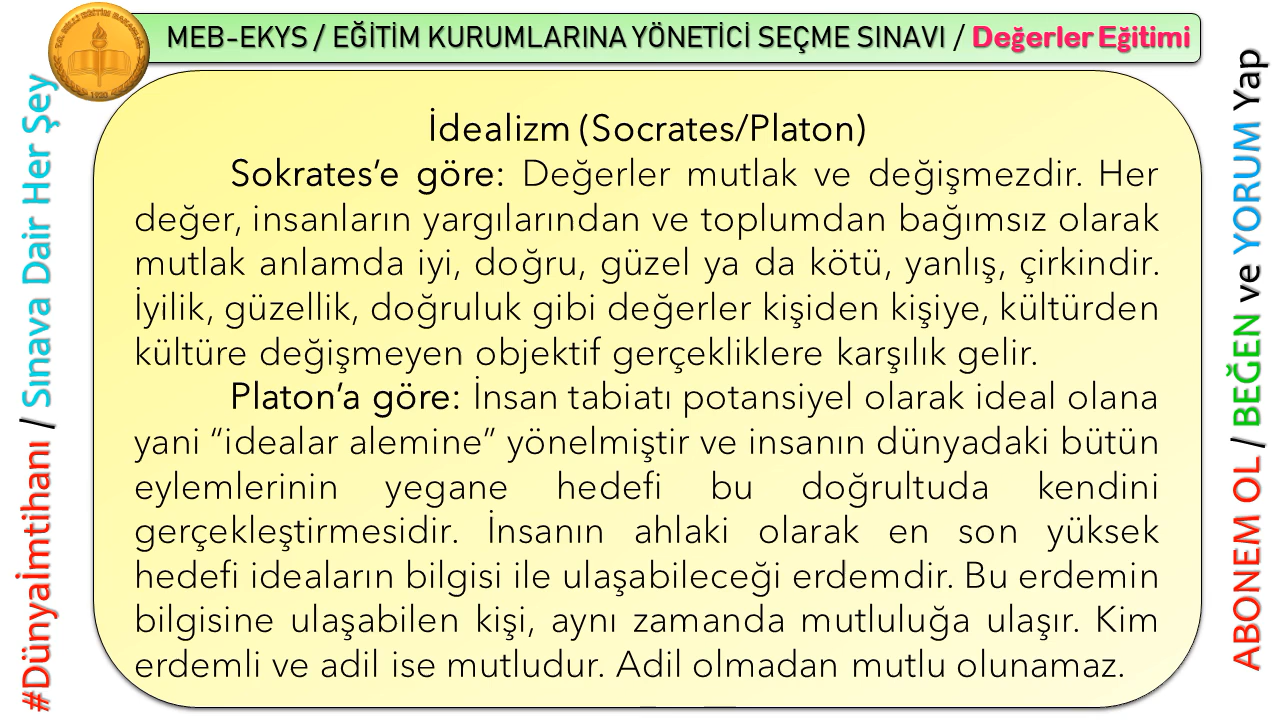 MEB-EKYS / EĞİTİM KURUMLARINA YÖNETİCİ SEÇME SINAVI / Değerler Eğitimi
İdealizm (Socrates/Platon)
Sokrates’e göre: Değerler mutlak ve değişmezdir. Her
değer, insanların yargılarından ve toplumdan bağımsız olarak
mutlak anlamda iyi, doğru, güzel ya da kötü, yanlış, çirkindir.
İyilik, güzellik, doğruluk gibi değerler kişiden kişiye, kültürden
kültüre değişmeyen objektif gerçekliklere karşılık gelir.
Platon’a göre: İnsan tabiatı potansiyel olarak ideal olana
yani “idealar alemine” yönelmiştir ve insanın dünyadaki bütün
eylemlerinin yegane hedefi bu doğrultuda kendini
gerçekleştirmesidir. İnsanın ahlaki olarak en son yüksek
hedefi ideaların bilgisi ile ulaşabileceği erdemdir. Bu erdemin
bilgisine ulaşabilen kişi, aynı zamanda mutluluğa ulaşır. Kim
erdemli ve adil ise mutludur. Adil olmadan mutlu olunamaz.
#Dünyaİmtihanı / Sınava Dair Her Şey
ABONEM OL / BEĞEN ve YORUM Yap
T.C. MİLLİ EĞİTİM BAKANLIĞI
1920